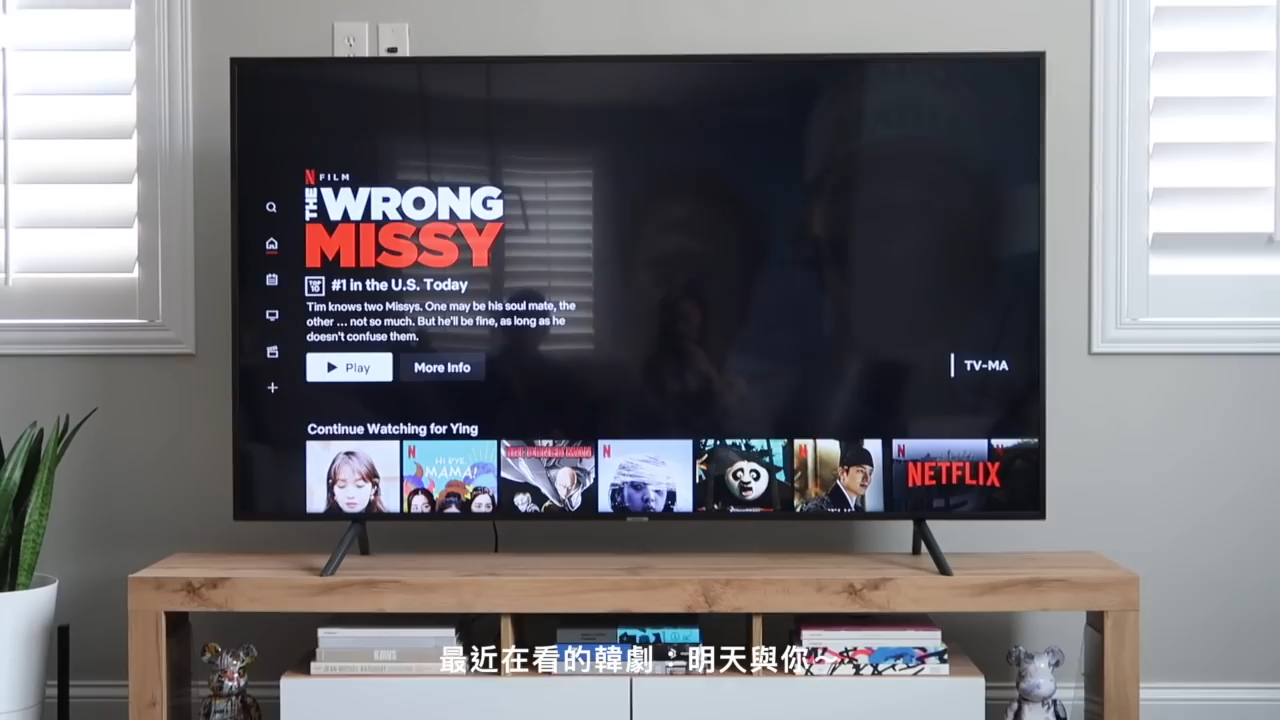 N FILM
THE
WRONG
MISSY
TOP 10 #1 in the U.S. Today
Tim knows two Missys. One may be his soul mate, the
other ... not so much. But he'll be fine, as long as he
doesn't confuse them.
Play
More Info
TV-MA
Continue Watching for Ying
N
HI BYE,
MAMA!
N
N
NETFLIX
N
KAWS
最近在看的韓劇：明天與你～